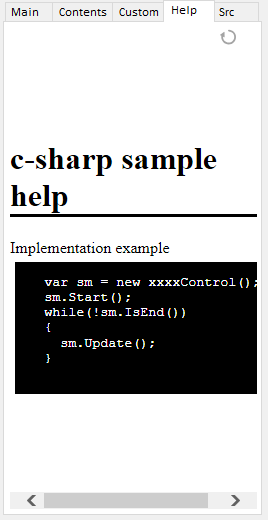 Main Contents Custom Help Src
c-sharp sample
help
Implementation example
var sm = new xxxxControl();
sm.Start();
while(!sm.IsEnd())
{
sm.Update();
}